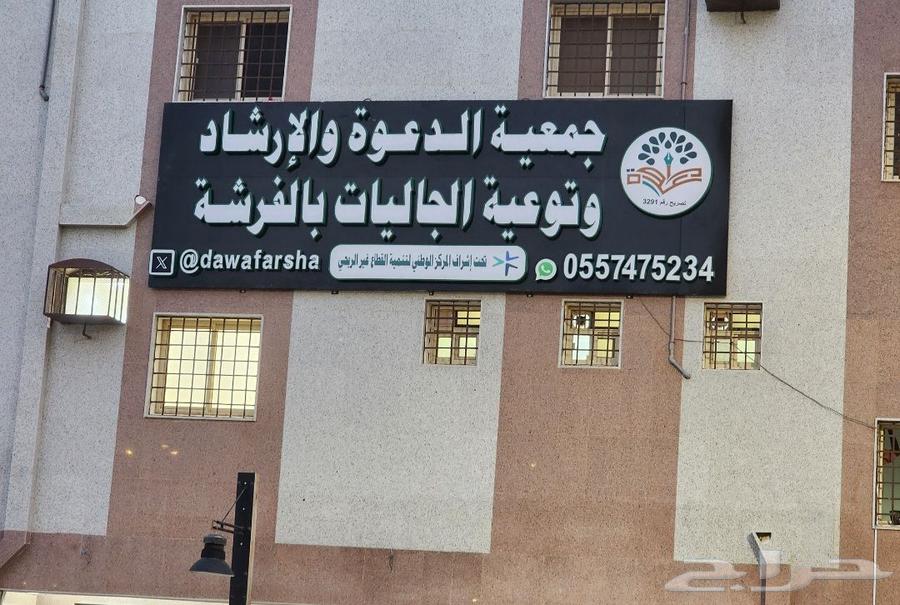 جمعية الدعوة والإرشاد
وتوعية الجاليات بالفرشة
تصريح رقم 3291
@dawafarsha
تحت إشراف المركز الوطني لتنمية القطاع غير الربحي
0557475234
حراج